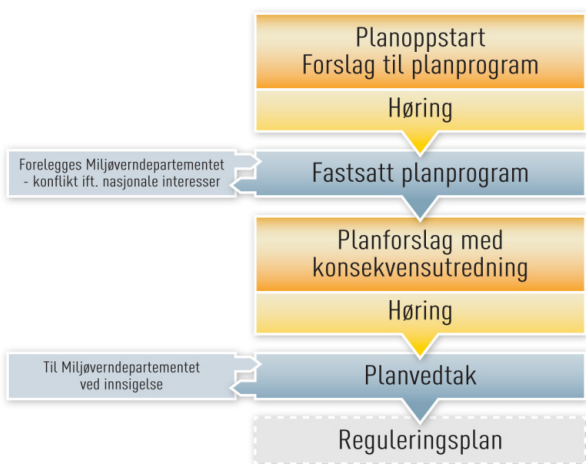 Planoppstart
Forslag til planprogram
Høring
Forelegges Miljøverndepartementet
- konflikt ift. nasjonale interesser
Fastsatt planprogram
Planforslag med
konsekvensutredning
Høring
Til Miljøverndepartementet
ved innsigelse
Planvedtak
Reguleringsplan